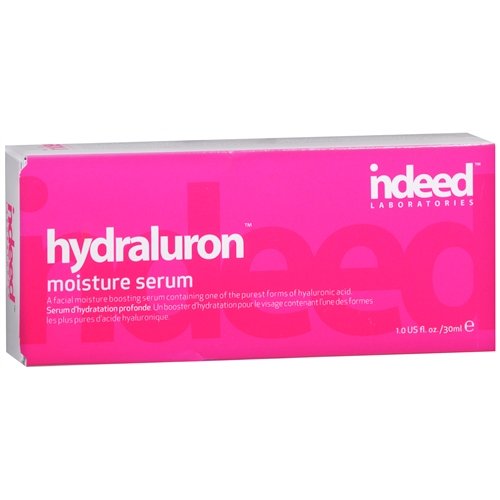 indeed™
LABORATORIES
indeed
indeed
hydraluron™
moisture serum
A facial moisture boosting serum containing one of the purest forms of hyaluronic acid.
Serum d'hydratation profonde. Un booster d'hydratation pour le visage contenant l'une des formes
les plus pures d'acide hyaluronique.
1.0 US fl. oz./30ml e